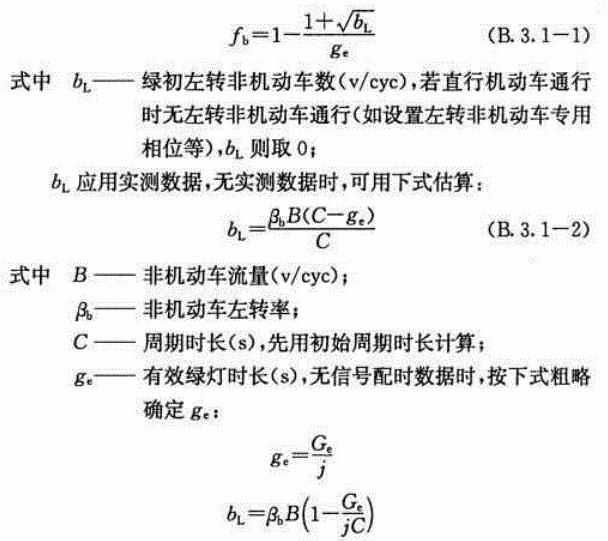 f_b=1-\frac{1+\sqrt{b_L}}{g_e} (B.3.1-1)
式中 b_L—— 绿初左转非机动车数(v/cyc),若直行机动车通行
时无左转非机动车通行(如设置左转非机动车专用
相位等),b_L 则取 0;
b_L 应用实测数据,无实测数据时,可用下式估算:
b_L=\frac{β_bB(C-g_e)}{C} (B.3.1-2)
式中 B —— 非机动车流量(v/cyc);
β_b—— 非机动车左转率;
C —— 周期时长(s),先用初始周期时长计算;
g_e—— 有效绿灯时长(s),无信号配时数据时,按下式粗略
确定 g_e:
g_e=\frac{G_e}{j}
b_L=β_bB(1-\frac{G_e}{jC})